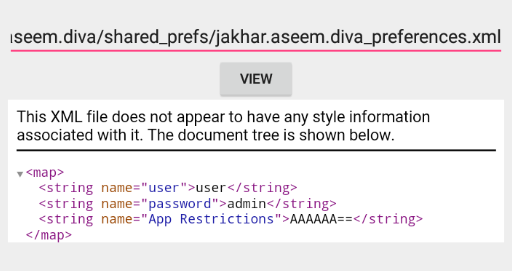 aseem.diva/shared_prefs/jakhar.aseem.diva_preferences.xml
VIEW
This XML file does not appear to have any style information
associated with it. The document tree is shown below.
<map>
<string name="user">user</string>
<string name="password">admin</string>
<string name="App Restrictions">AAAAAA==</string>
</map>